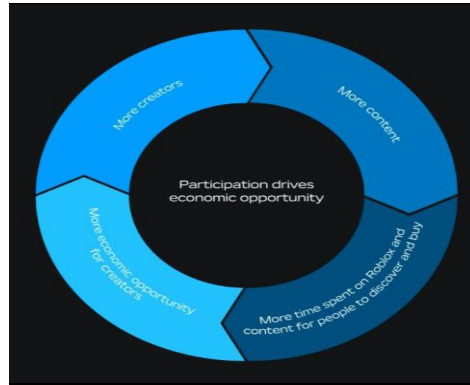 More creators
More content
Participation drives
economic opportunity
More time spent on Roblox and
content for people to discover and buy
More economic opportunity
for creators